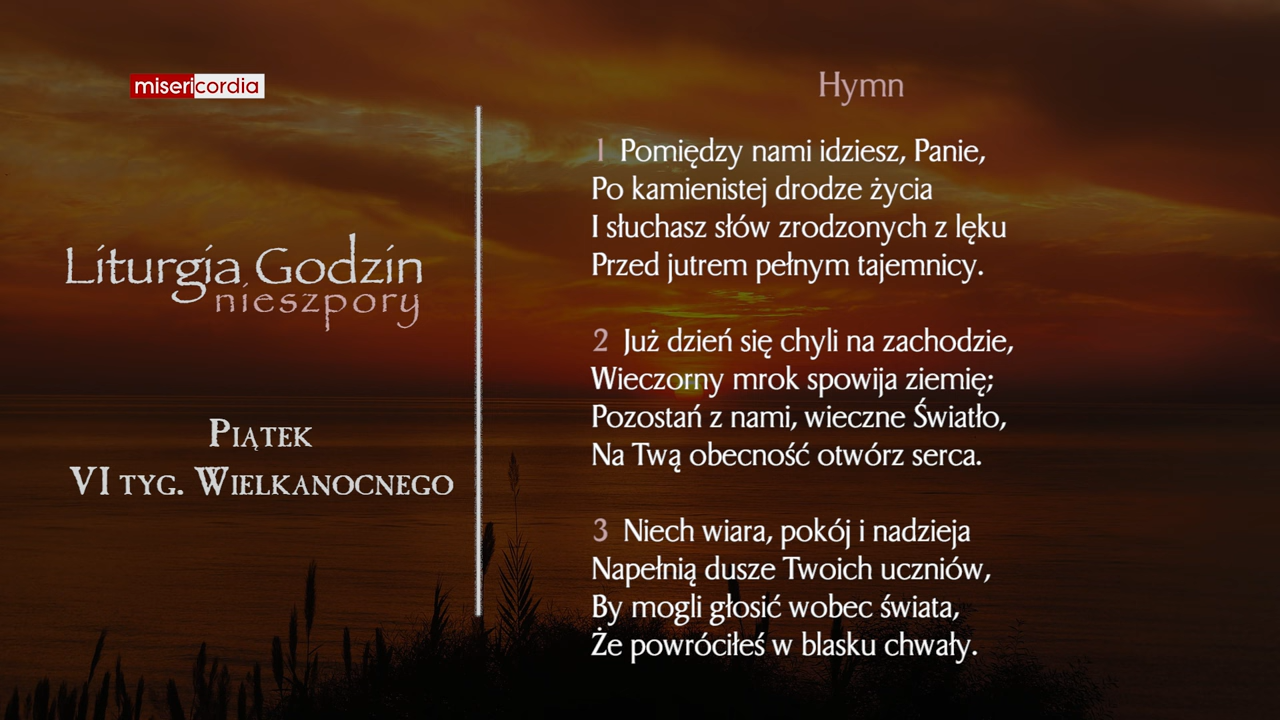 misericordia
Liturgia Godzin
nieszpory
Piątek
VI tyg. Wielkanocnego
Hymn
1 Pomiędzy nami idziesz, Panie,
Po kamienistej drodze życia
I słuchasz słów zrodzonych z lęku
Przed jutrem pełnym tajemnicy.
2 Już dzień się chyli na zachodzie,
Wieczorny mrok spowija ziemię;
Pozostań z nami, wieczne Światło,
Na Twą obecność otwórz serca.
3 Niech wiara, pokój i nadzieja
Napełnią dusze Twoich uczniów,
By mogli głosić wobec świata,
Że powróciłeś w blasku chwały.